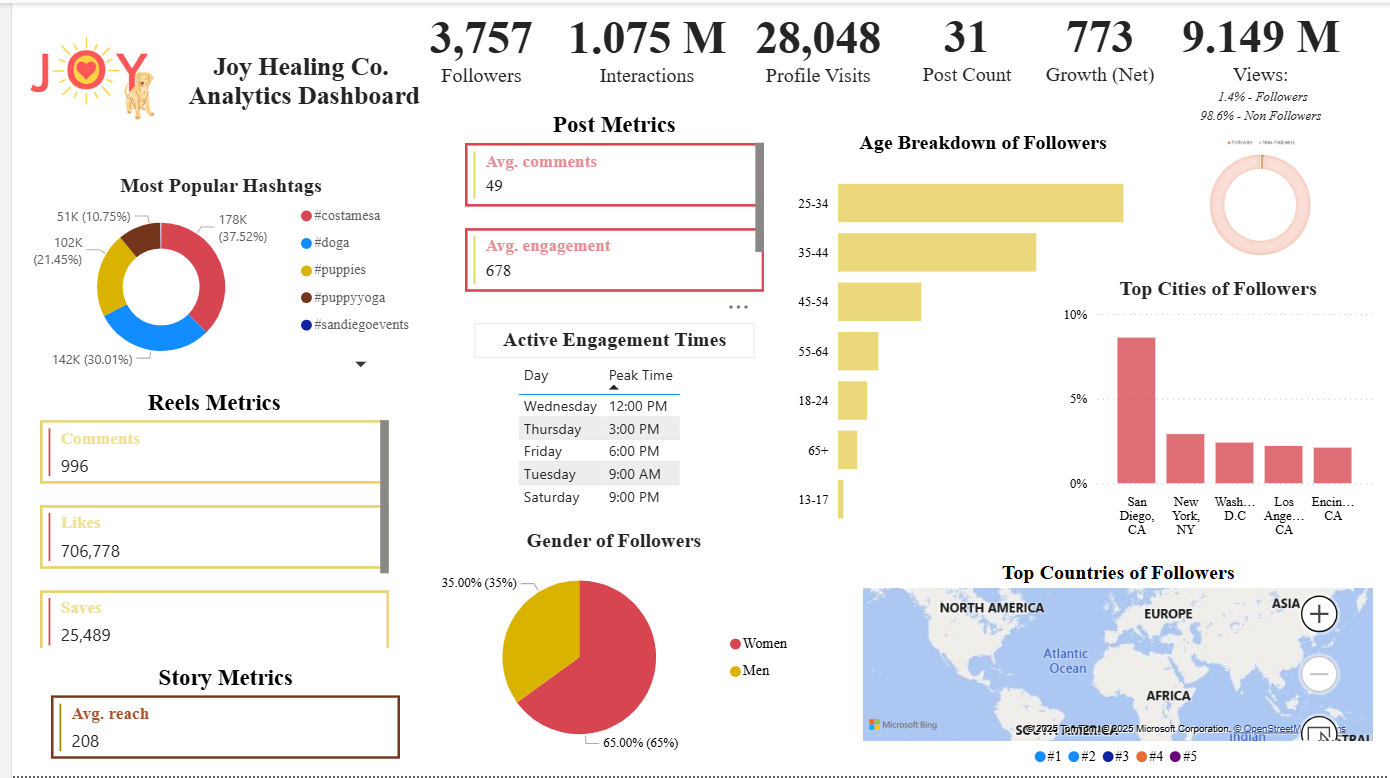 JOY
Joy Healing Co.
Analytics Dashboard
3,757
Followers
1.075 M
Interactions
28,048
Profile Visits
31
Post Count
773
Growth (Net)
9.149 M
Views:
1.4% - Followers
98.6% - Non Followers
Followers Non-Followers
Most Popular Hashtags
51K (10.75%)
178K
(37.52%)
102K
(21.45%)
142K (30.01%)
#costamesa
#doga
#puppies
#puppyyoga
#sandiegoevents
Reels Metrics
Comments
996
Likes
706,778
Saves
25,489
Story Metrics
Avg. reach
208
Post Metrics
Avg. comments
49
Avg. engagement
678
Active Engagement Times
Day Peak Time
Wednesday 12:00 PM
Thursday 3:00 PM
Friday 6:00 PM
Tuesday 9:00 AM
Saturday 9:00 PM
Gender of Followers
35.00% (35%)
65.00% (65%)
Women
Men
Age Breakdown of Followers
25-34
35-44
45-54
55-64
18-24
65+
13-17
Top Cities of Followers
10%
5%
0%
San
Diego,
CA
New
York,
NY
Wash...
D.C
Los
Ange...
CA
Encin...
CA
Top Countries of Followers
NORTH AMERICA
EUROPE
ASIA
Atlantic
Ocean
AFRICA
Microsoft Bing
© 2025 TomTom, © 2025 Microsoft Corporation, © OpenStreetM
Indian
#1 #2 #3 #4 #5